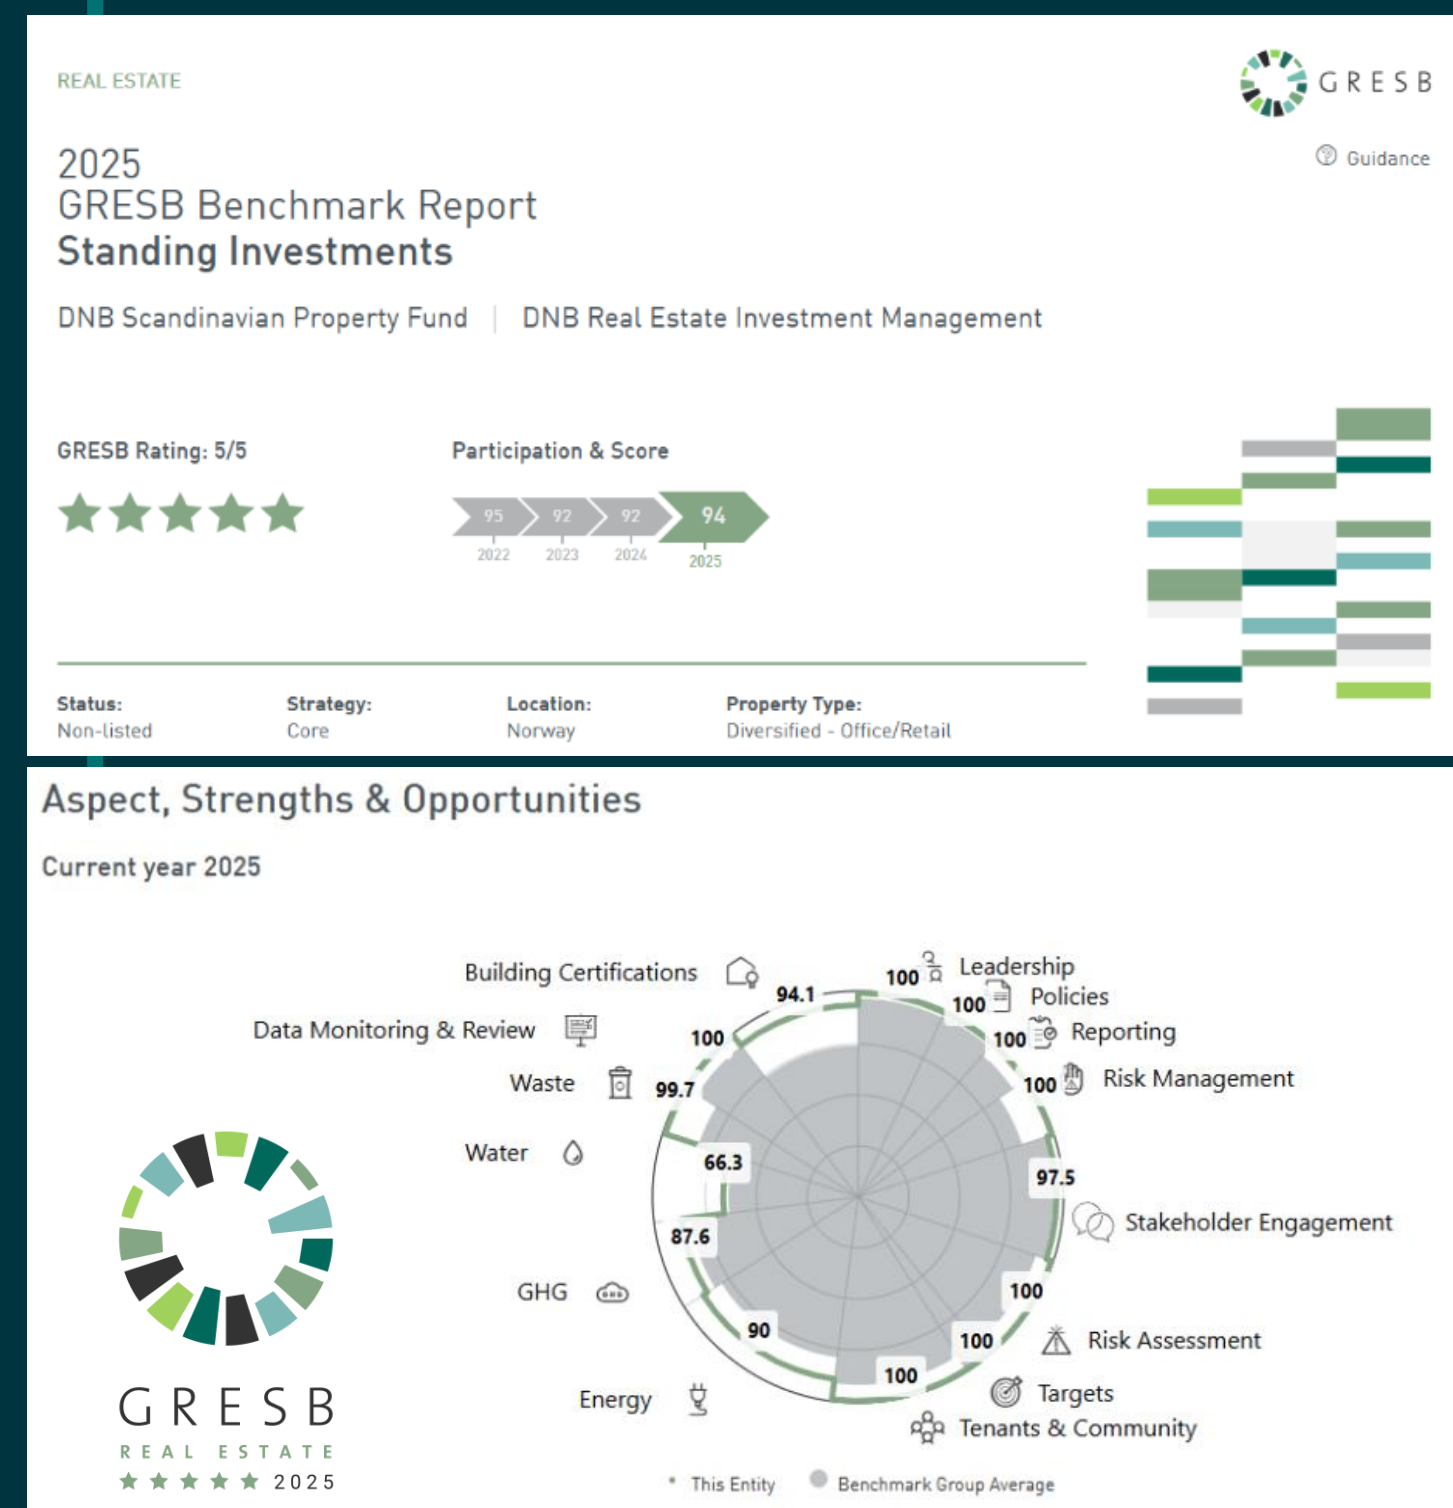 REAL ESTATE
GRESB
Guidance
2025
GRESB Benchmark Report
Standing Investments
DNB Scandinavian Property Fund | DNB Real Estate Investment Management
GRESB Rating: 5/5
Participation & Score
95 92 92 94
2022 2023 2024 2025
Status: Strategy: Location: Property Type:
Non-listed Core Norway Diversified - Office/Retail
Aspect, Strengths & Opportunities
Current year 2025
Building Certifications 94.1
100 Leadership
100 Policies
Data Monitoring & Review 100
100 Reporting
Waste 99.7
100 Risk Management
Water 66.3
97.5 Stakeholder Engagement
GHG 87.6
100 Risk Assessment
Energy 90
100 Targets
100 Tenants & Community
GRESB
REAL ESTATE
2025
This Entity Benchmark Group Average